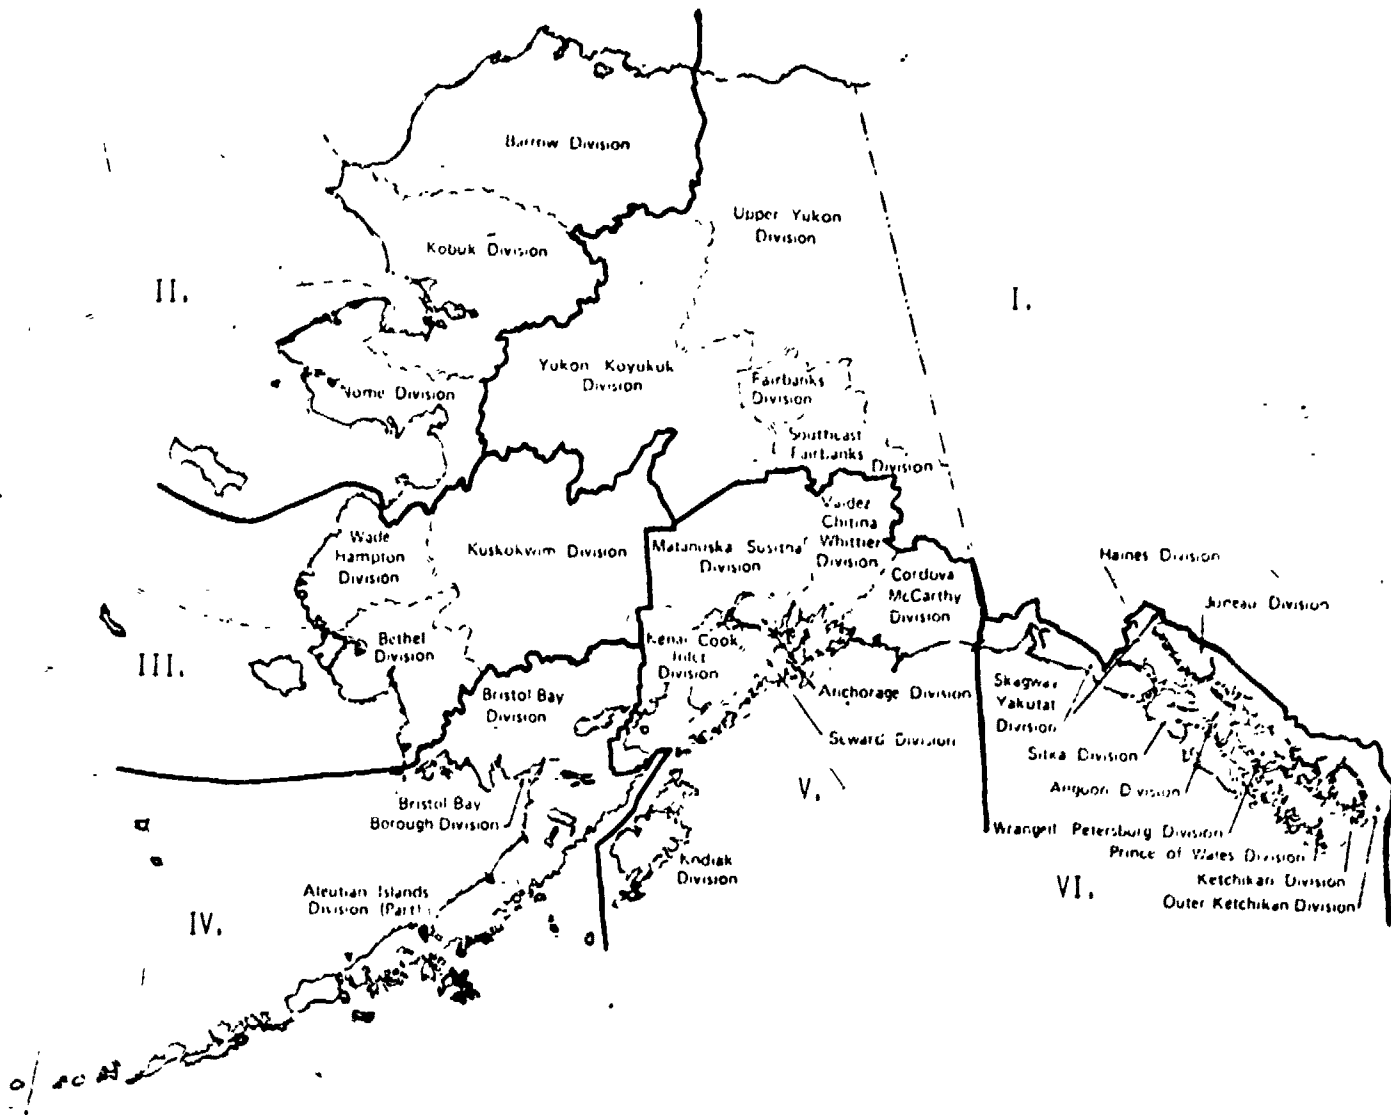 Barrow Division
Upper Yukon
Division
Kobuk Division
II.
I.
Yukon Koyukuk
Division
Fairbanks
Division
Nome Division
Southeast
Fairbanks
Division
Valdez
Chitina
Whittier
Division
Wade
Hampton
Division
Kuskokwim Division
Matanuska Susitna
Division
Cordova
McCarthy
Division
Haines Division
Juneau Division
Bethel
Division
III.
Kenai Cook
Inlet
Division
Bristol Bay
Division
Anchorage Division
Skagway
Yakutat
Division
Seward Division
Sitka Division
V.
Angoon Division
Bristol Bay
Borough Division
Wrangell Petersburg Division
Prince of Wales Division
Kodiak
Division
Ketchikan Division
VI.
Outer Ketchikan Division
Aleutian Islands
Division (Part)
IV.